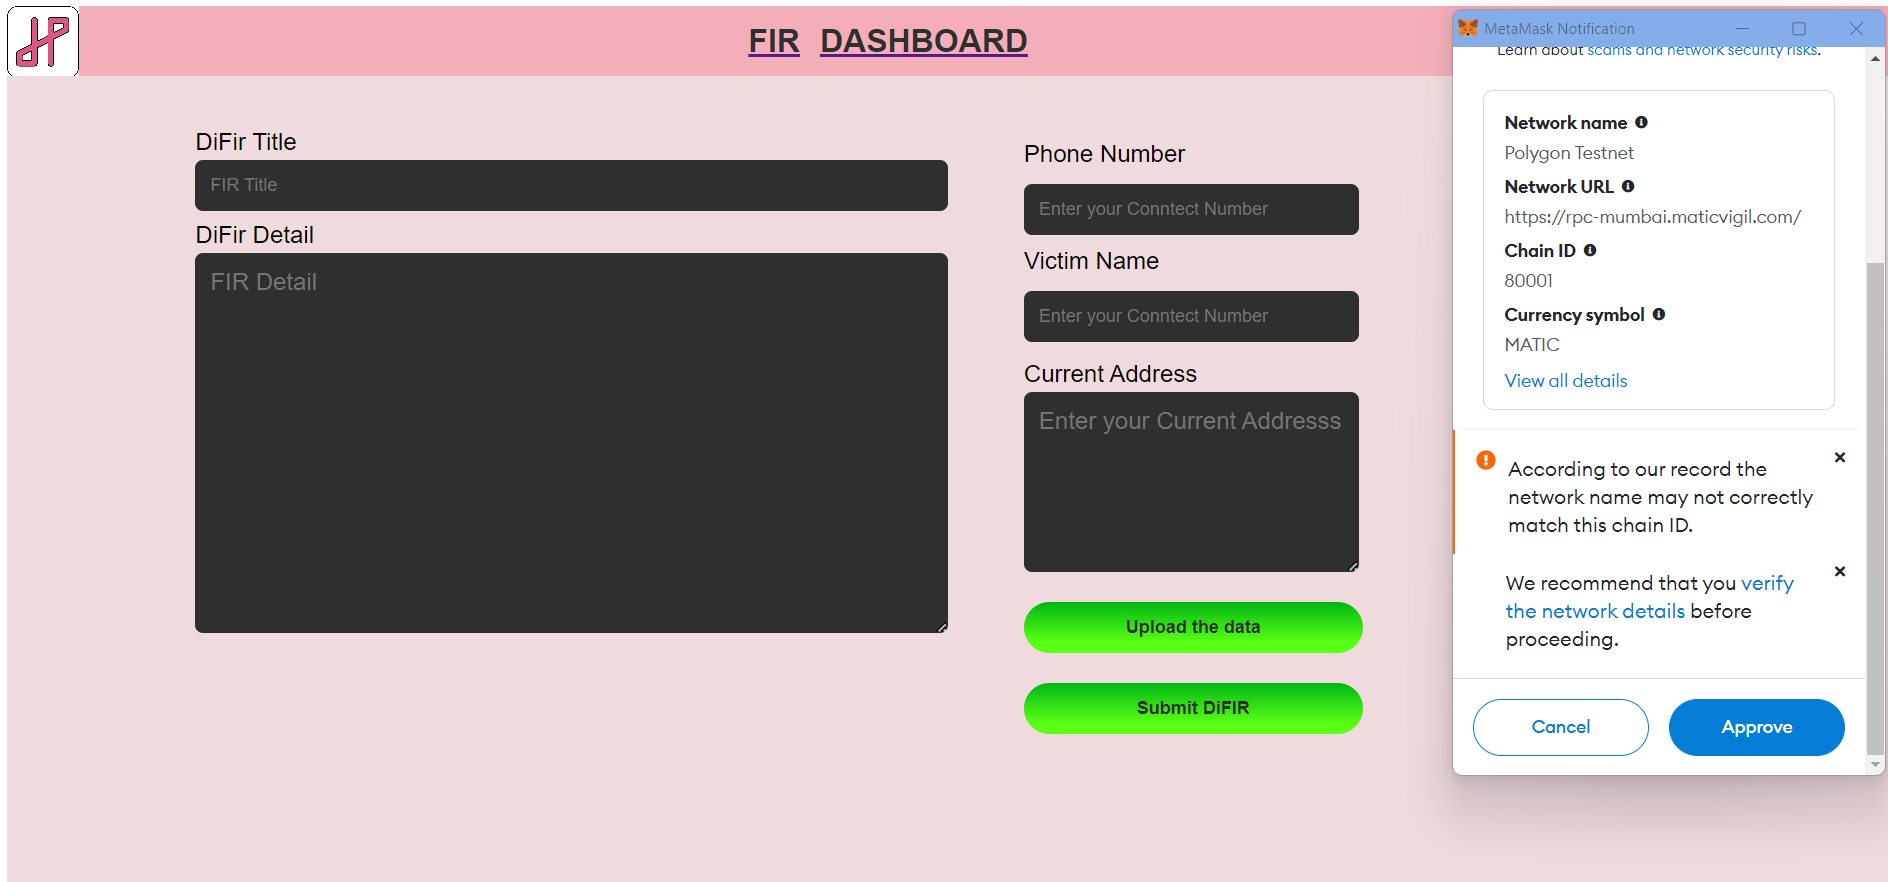 FIR DASHBOARD
DiFir Title
FIR Title
DiFir Detail
FIR Detail
Phone Number
Enter your Conntect Number
Victim Name
Enter your Conntect Number
Current Address
Enter your Current Addresss
Upload the data
Submit DiFIR
MetaMask Notification
Learn about scams and network security risks.
Network name
Polygon Testnet
Network URL
https://rpc-mumbai.maticvigil.com/
Chain ID
80001
Currency symbol
MATIC
View all details
According to our record the
network name may not correctly
match this chain ID.
We recommend that you verify
the network details before
proceeding.
Cancel
Approve